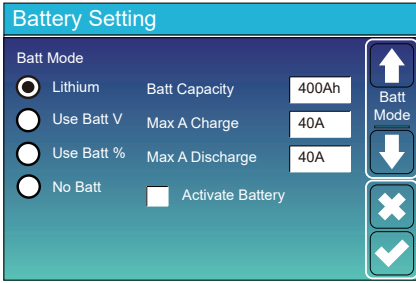 Battery Setting
Batt Mode
Lithium Batt Capacity 400Ah
Use Batt V Max A Charge 40A
Use Batt % Max A Discharge 40A
No Batt Activate Battery
Batt
Mode